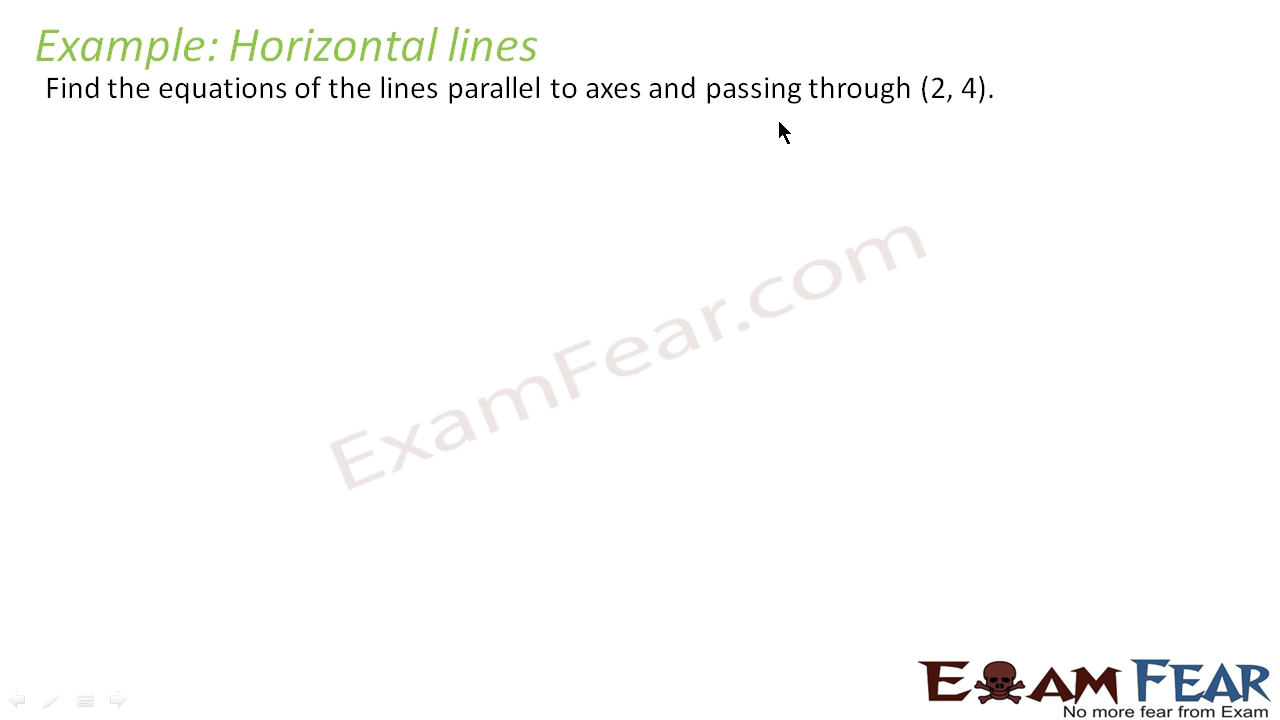 Example: Horizontal lines
Find the equations of the lines parallel to axes and passing through (2, 4).
ExamFear.com
EXAM FEAR
No more fear from Exam